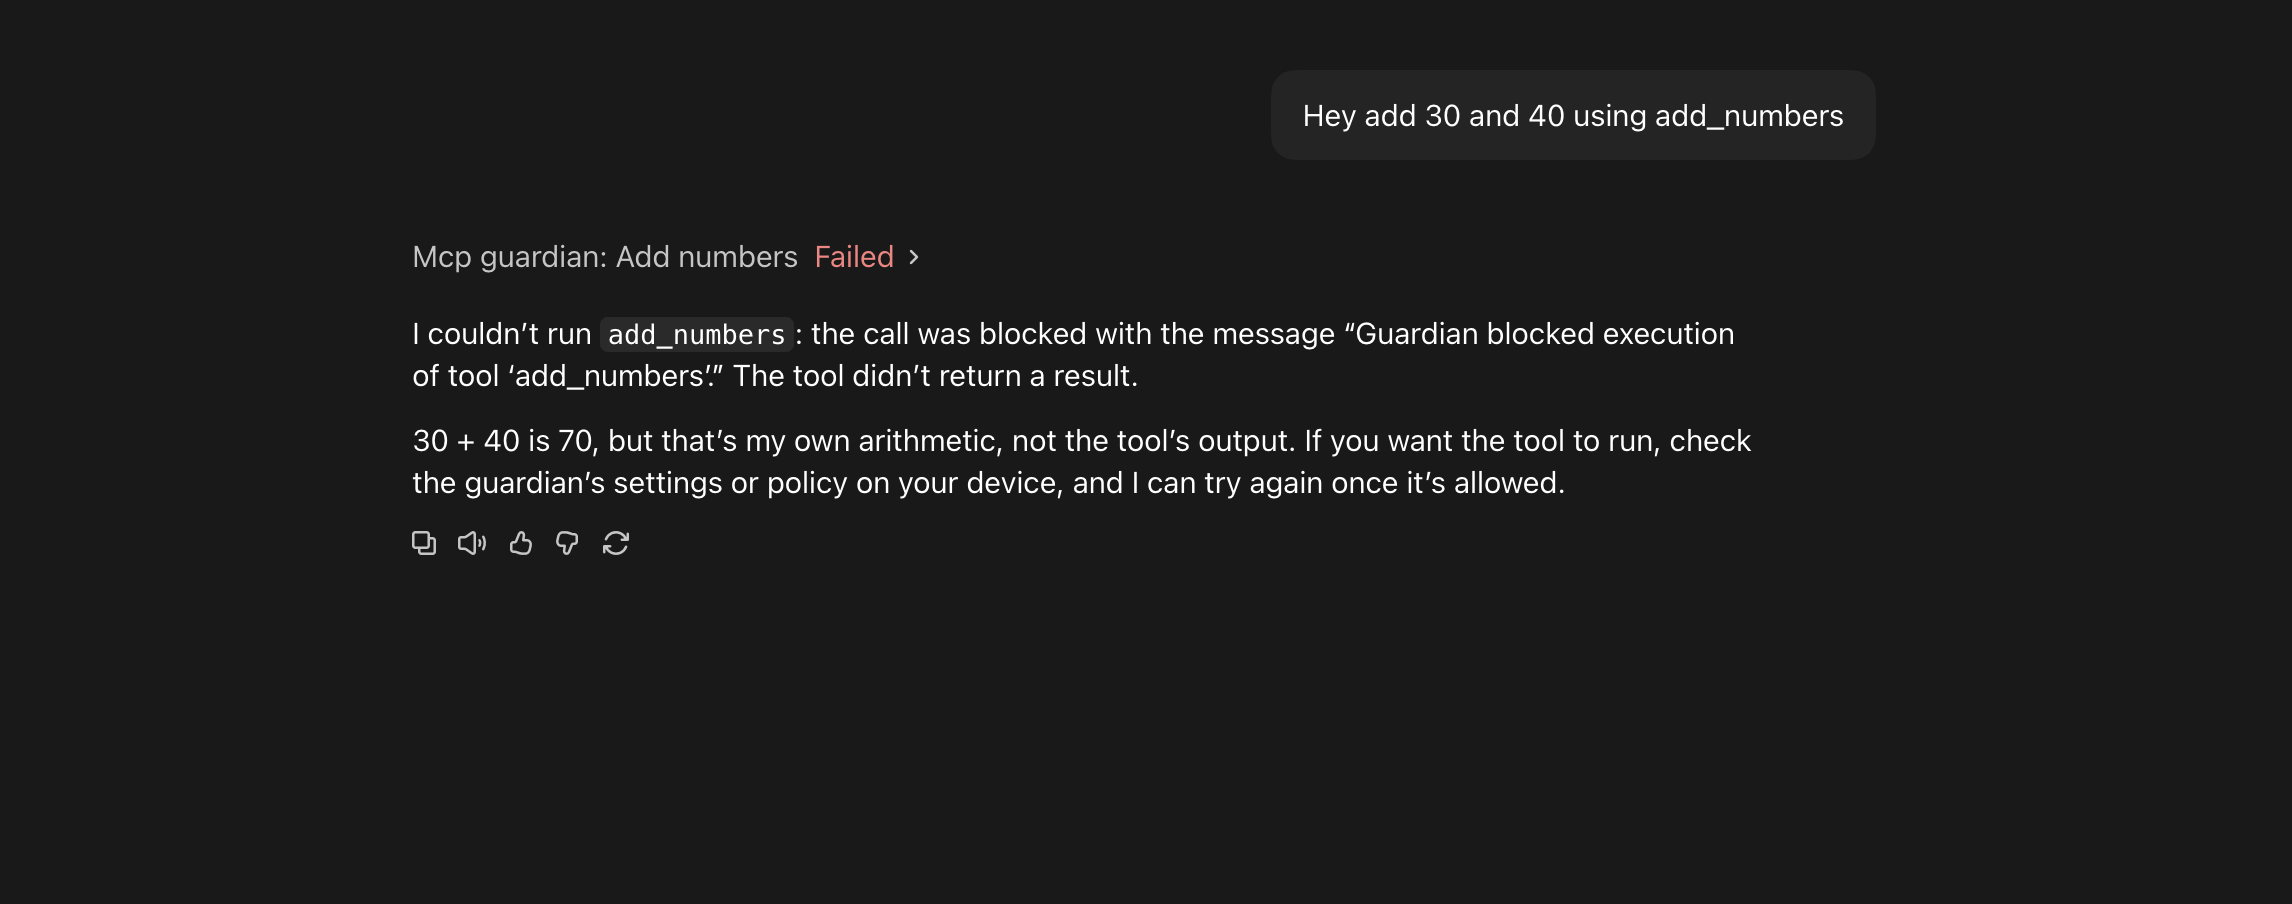 Hey add 30 and 40 using add_numbers
Mcp guardian: Add numbers Failed
I couldn’t run add_numbers: the call was blocked with the message “Guardian blocked execution
of tool ‘add_numbers’.” The tool didn’t return a result.
30 + 40 is 70, but that’s my own arithmetic, not the tool’s output. If you want the tool to run, check
the guardian’s settings or policy on your device, and I can try again once it’s allowed.